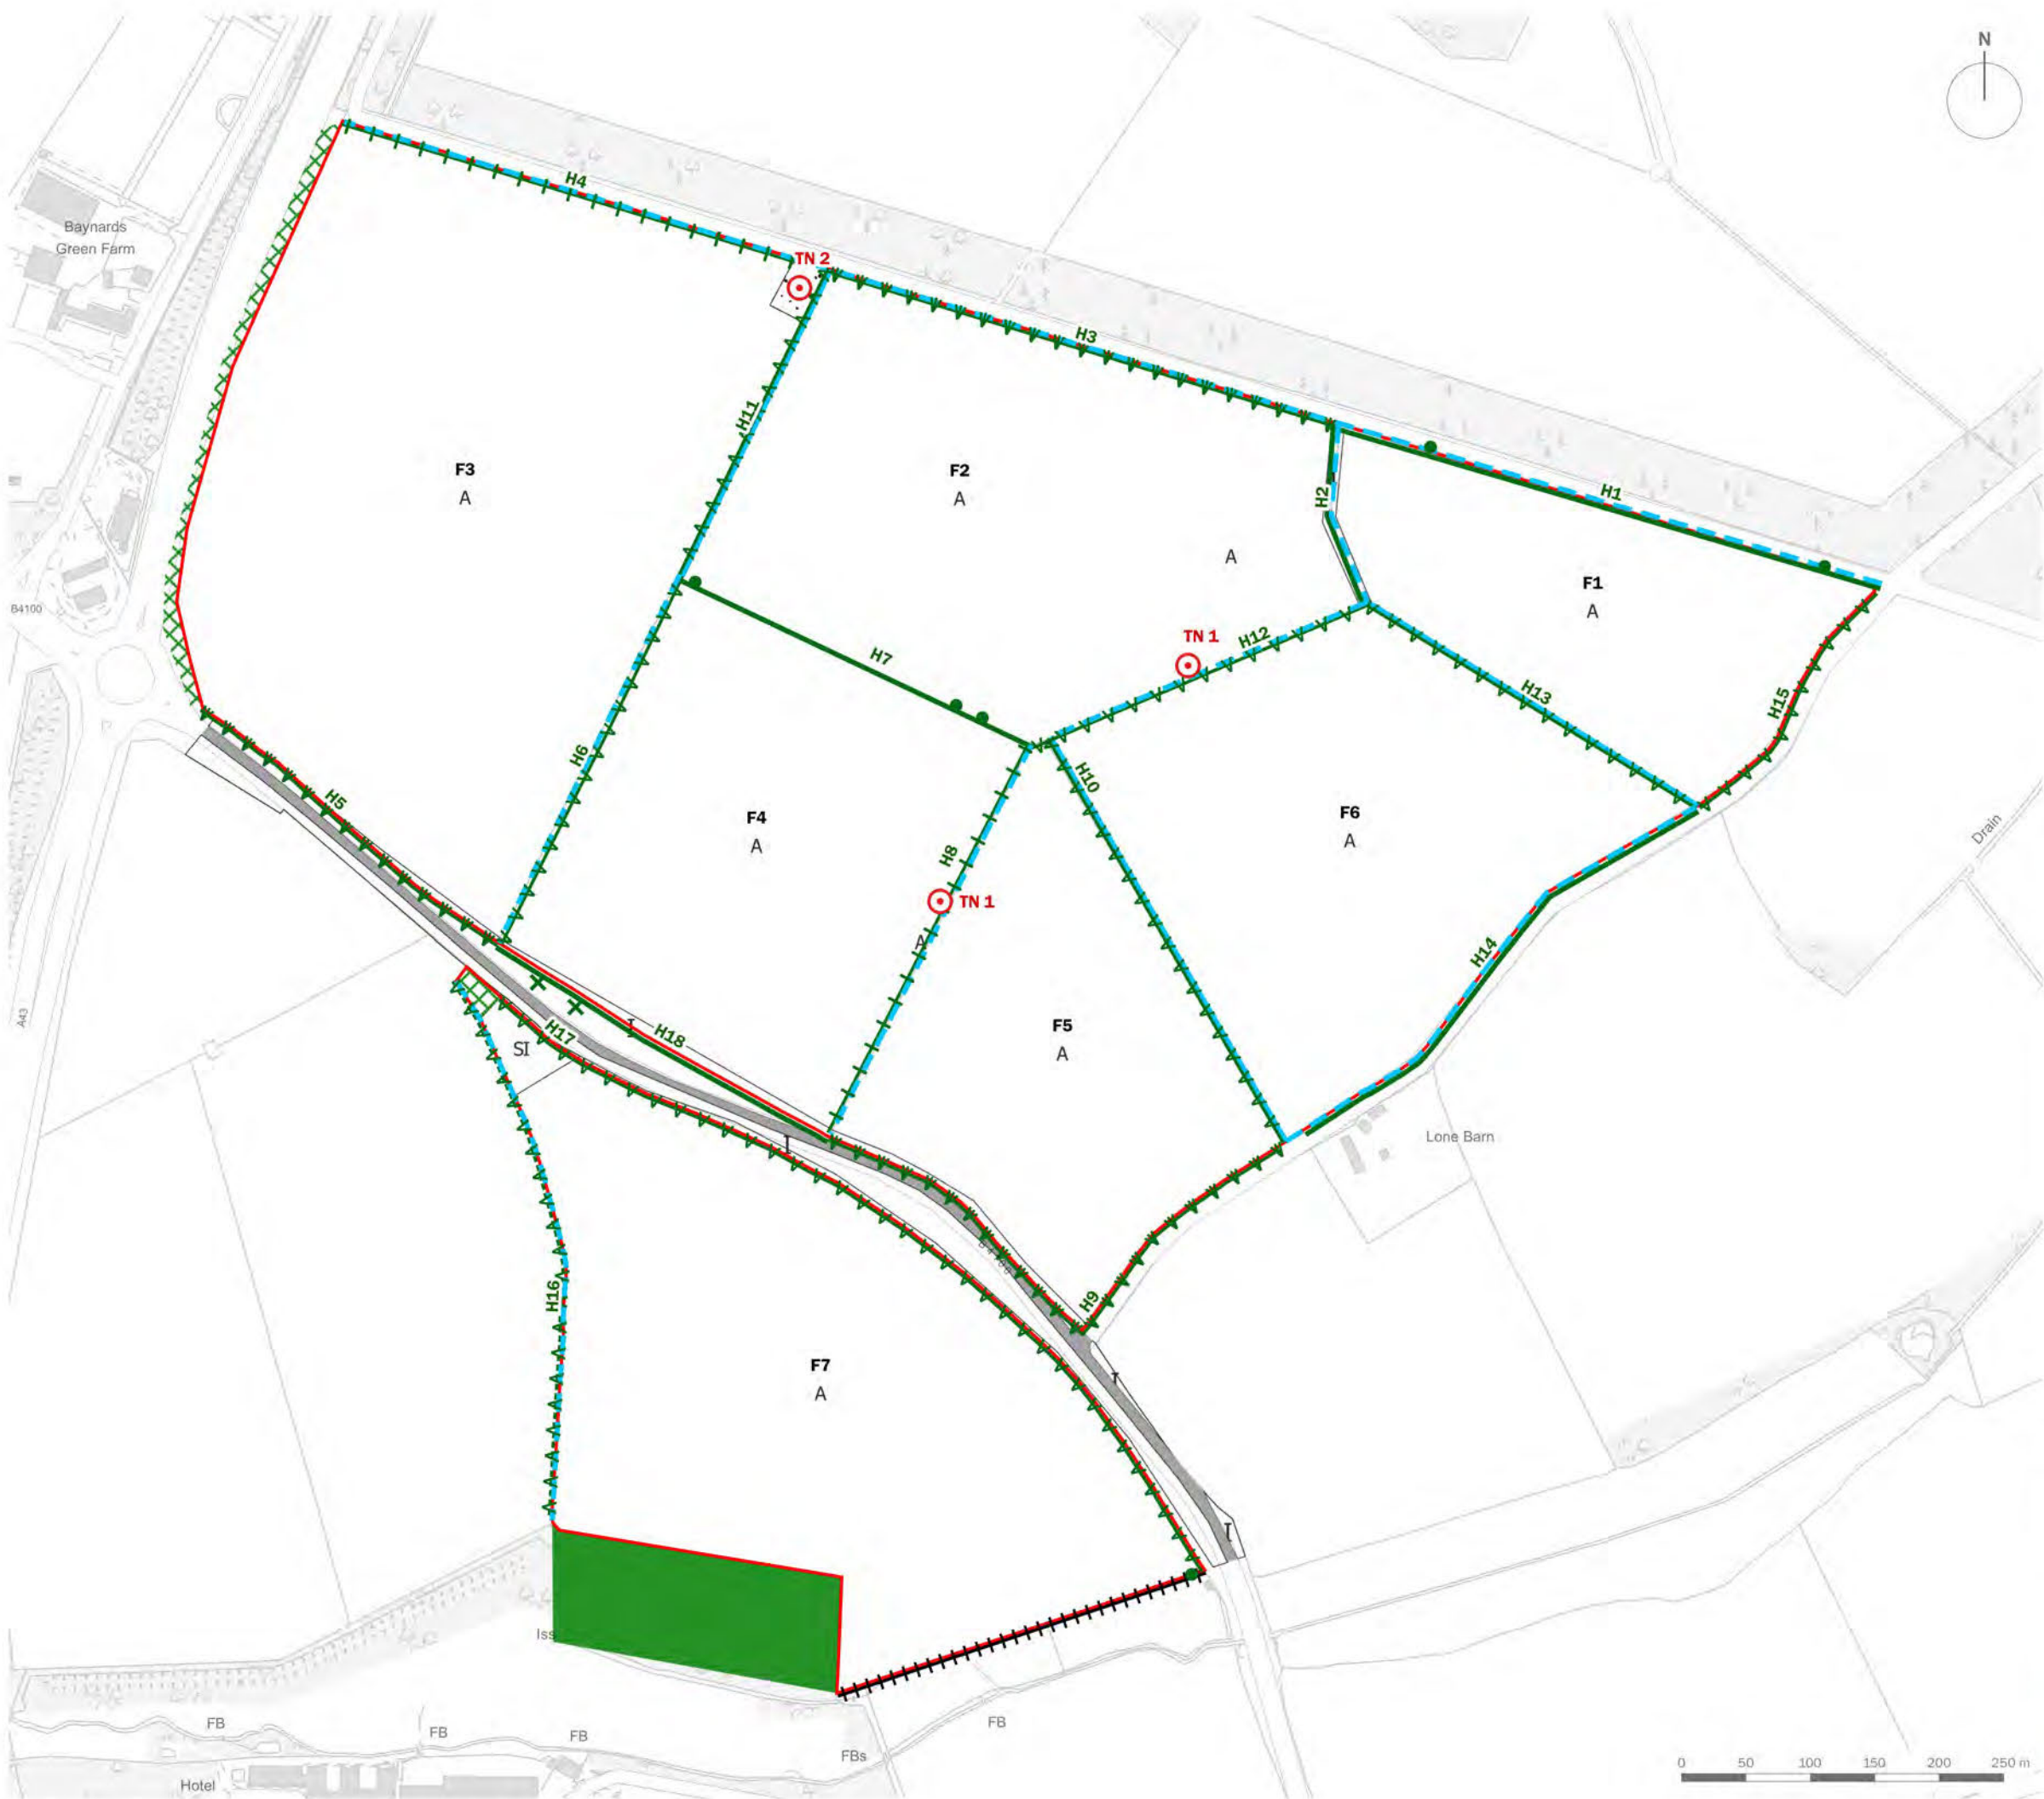 N
H4
Baynards
Green Farm
TN 2
H3
H11
F3
A
F2
A
H2
H1
A
F1
A
B4100
TN 1
H12
H7
H13
H15
H6
H10
H5
F4
A
F6
A
Drain
H8
TN 1
A
H14
A43
I
H18
H17
SI
F5
A
I
Lone Barn
H16
H9
F7
A
I
I
Iss
FB
FB
FB
FB
FBs
Hotel
0 50 100 150 200 250 m